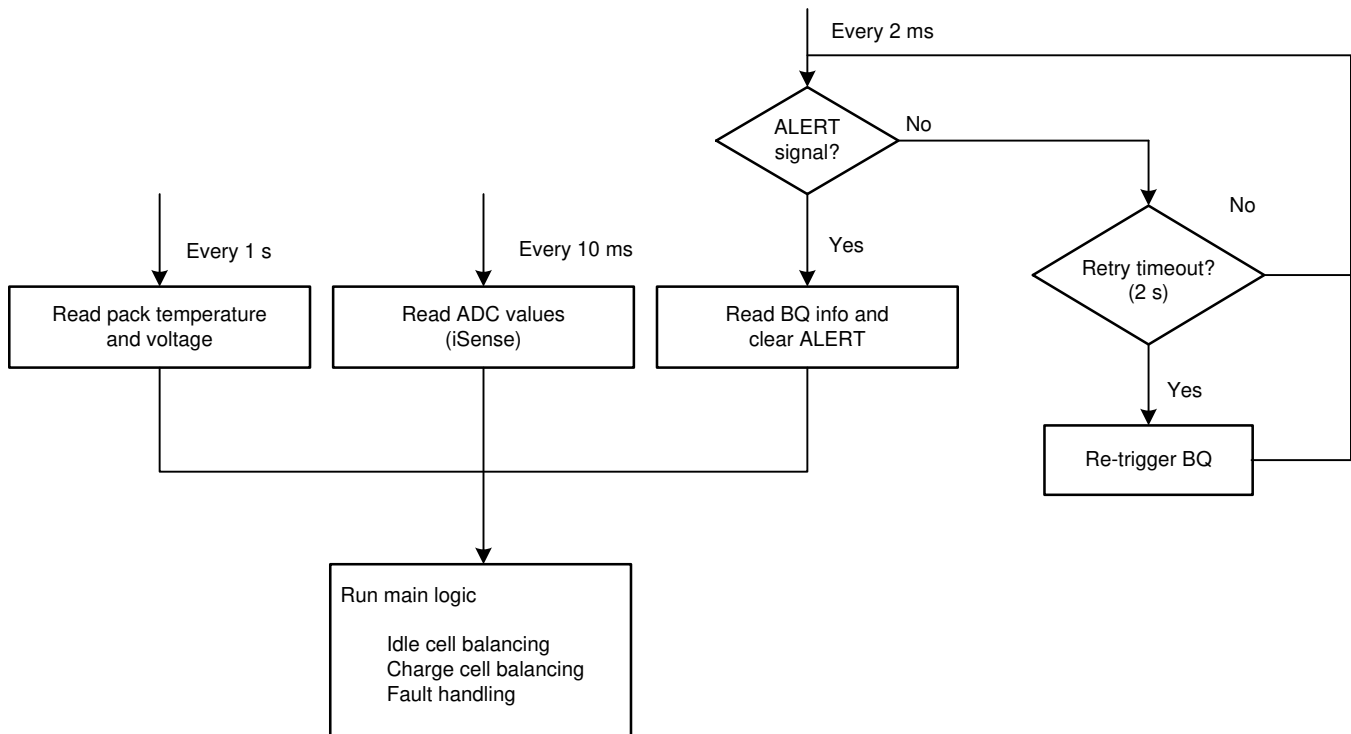 Every 2 ms
ALERT
signal?
No
No
Every 1 s
Every 10 ms
Yes
Retry timeout?
(2 s)
Read pack temperature
and voltage
Read ADC values
(iSense)
Read BQ info and
clear ALERT
Yes
Re-trigger BQ
Run main logic
Idle cell balancing
Charge cell balancing
Fault handling